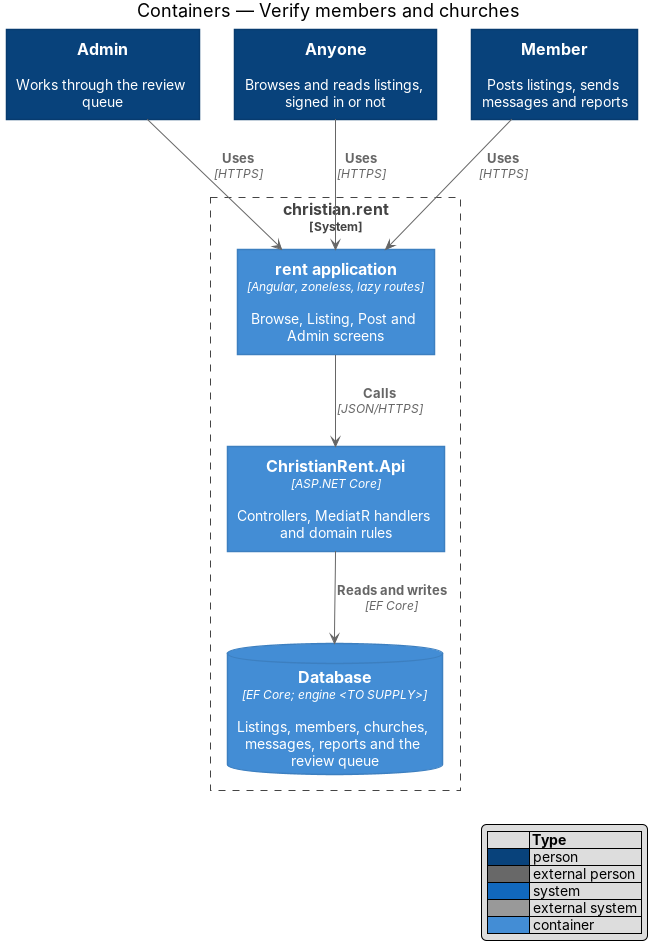 Containers — Verify members and churches
Admin
Works through the review
queue
Anyone
Browses and reads listings,
signed in or not
Member
Posts listings, sends
messages and reports
Uses
[HTTPS]
Uses
[HTTPS]
Uses
[HTTPS]
christian.rent
[System]
rent application
[Angular, zoneless, lazy routes]
Browse, Listing, Post and
Admin screens
Calls
[JSON/HTTPS]
ChristianRent.Api
[ASP.NET Core]
Controllers, MediatR handlers
and domain rules
Reads and writes
[EF Core]
Database
[EF Core; engine <TO SUPPLY>]
Listings, members, churches,
messages, reports and the
review queue
Type
person
external person
system
external system
container